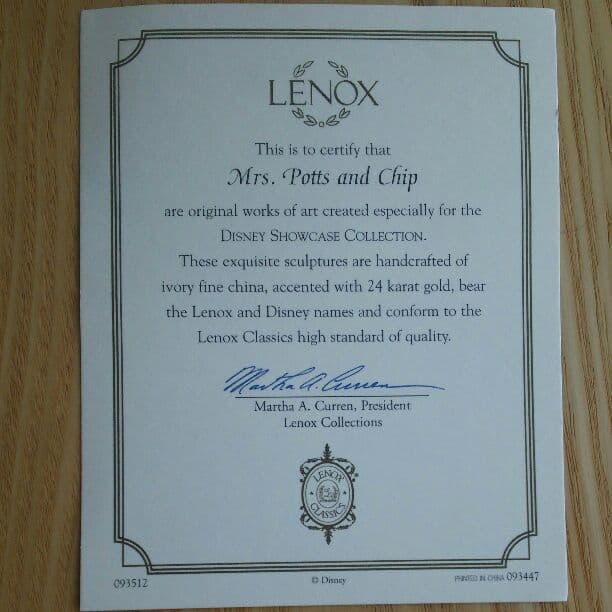 LENOX
This is to certify that
Mrs. Potts and Chip
are original works of art created especially for the
DISNEY SHOWCASE COLLECTION.
These exquisite sculptures are handcrafted of
ivory fine china, accented with 24 karat gold, bear
the Lenox and Disney names and conform to the
Lenox Classics high standard of quality.
Martha A. Curren
Martha A. Curren, President
Lenox Collections
LENOX
CLASSICS
093512 © Disney PRINTED IN CHINA 093447